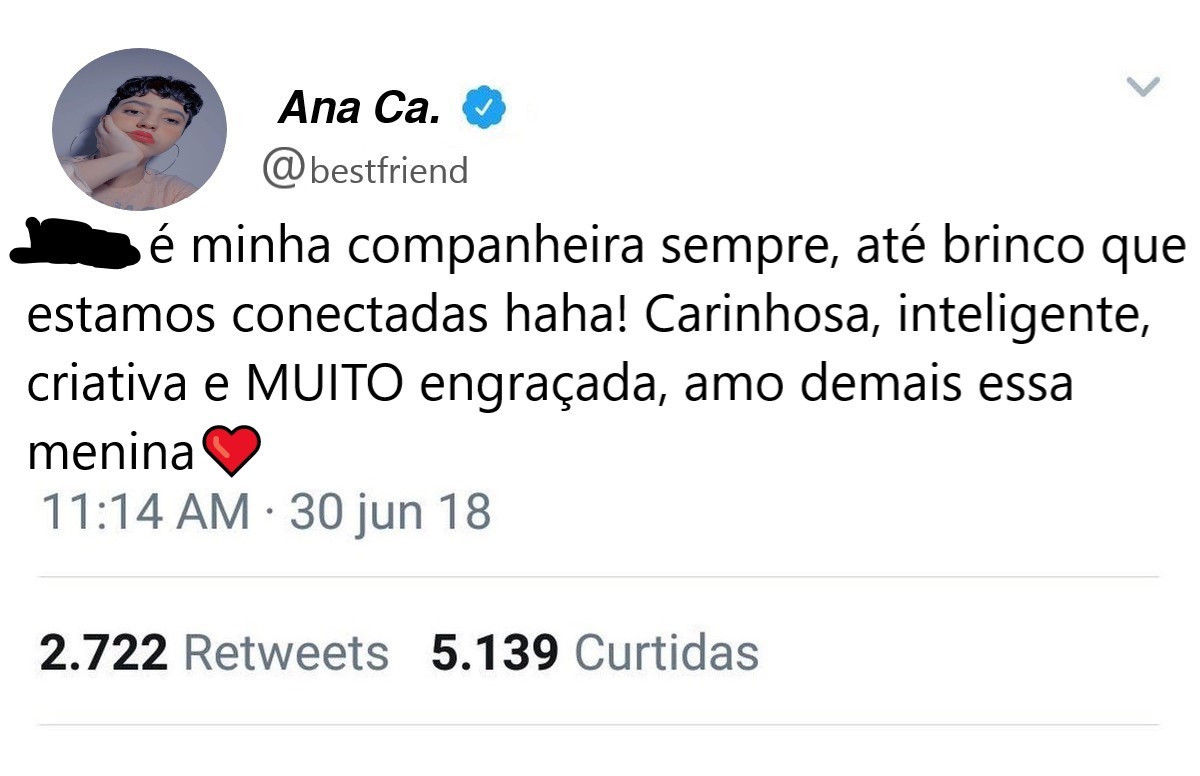 Ana Ca.
@bestfriend
é minha companheira sempre, até brinco que
estamos conectadas haha! Carinhosa, inteligente,
criativa e MUITO engraçada, amo demais essa
menina❤️
11:14 AM · 30 jun 18
2.722 Retweets 5.139 Curtidas